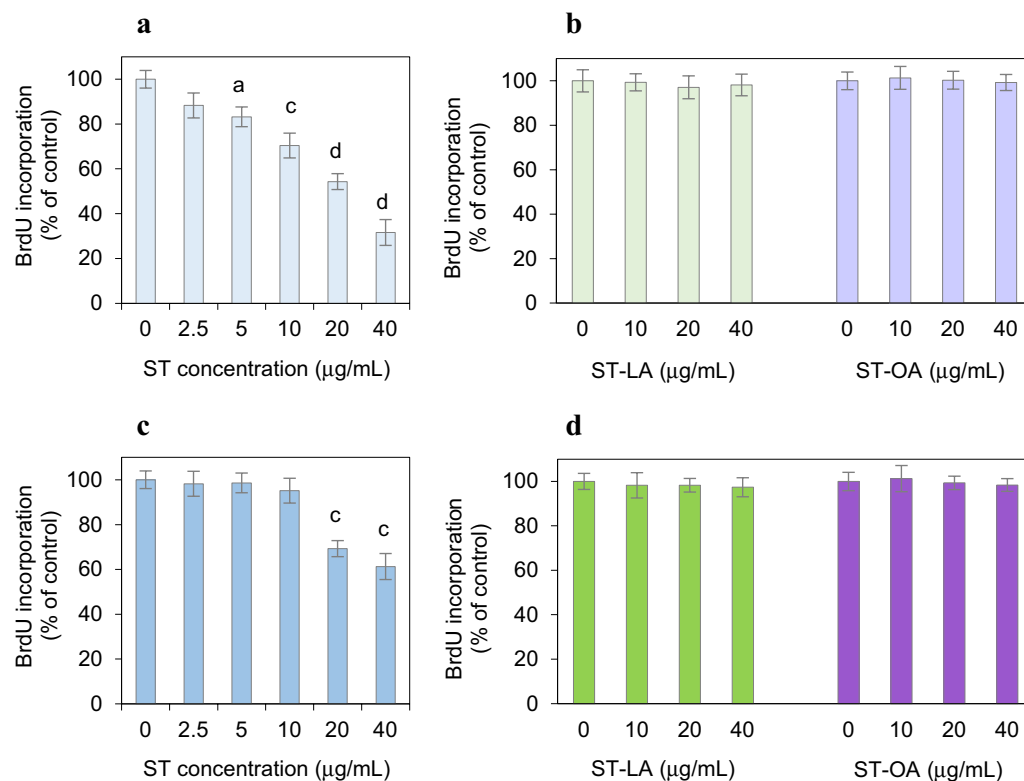 a
BrdU incorporation
(% of control)
100
80
60
40
20
0
a
c
d
d
0 2.5 5 10 20 40
ST concentration (μg/mL)
b
BrdU incorporation
(% of control)
100
80
60
40
20
0
0 10 20 40 0 10 20 40
ST-LA (μg/mL) ST-OA (μg/mL)
c
BrdU incorporation
(% of control)
100
80
60
40
20
0
c c
0 2.5 5 10 20 40
ST concentration (μg/mL)
d
BrdU incorporation
(% of control)
100
80
60
40
20
0
0 10 20 40 0 10 20 40
ST-LA (μg/mL) ST-OA (μg/mL)